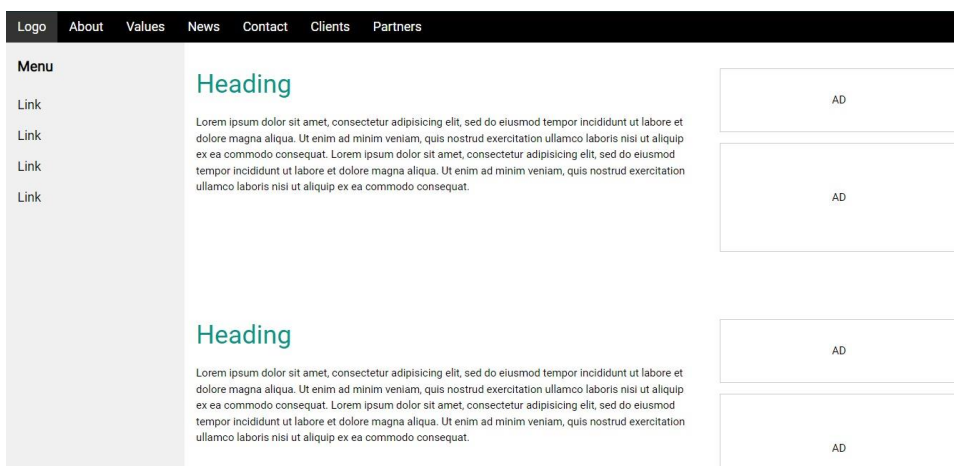 Logo About Values News Contact Clients Partners
Menu
Link
Link
Link
Link
Heading
Lorem ipsum dolor sit amet, consectetur adipisicing elit, sed do eiusmod tempor incididunt ut labore et
dolore magna aliqua. Ut enim ad minim veniam, quis nostrud exercitation ullamco laboris nisi ut aliquip
ex ea commodo consequat. Lorem ipsum dolor sit amet, consectetur adipisicing elit, sed do eiusmod
tempor incididunt ut labore et dolore magna aliqua. Ut enim ad minim veniam, quis nostrud exercitation
ullamco laboris nisi ut aliquip ex ea commodo consequat.
AD
AD
Heading
Lorem ipsum dolor sit amet, consectetur adipisicing elit, sed do eiusmod tempor incididunt ut labore et
dolore magna aliqua. Ut enim ad minim veniam, quis nostrud exercitation ullamco laboris nisi ut aliquip
ex ea commodo consequat. Lorem ipsum dolor sit amet, consectetur adipisicing elit, sed do eiusmod
tempor incididunt ut labore et dolore magna aliqua. Ut enim ad minim veniam, quis nostrud exercitation
ullamco laboris nisi ut aliquip ex ea commodo consequat.
AD
AD